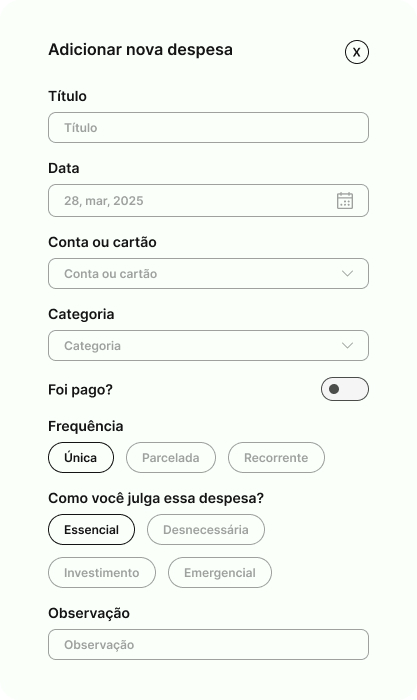 Adicionar nova despesa X
Título
Título
Data
28, mar, 2025
Conta ou cartão
Conta ou cartão
Categoria
Categoria
Foi pago?
Frequência
Única Parcelada Recorrente
Como você julga essa despesa?
Essencial Desnecessária
Investimento Emergencial
Observação
Observação